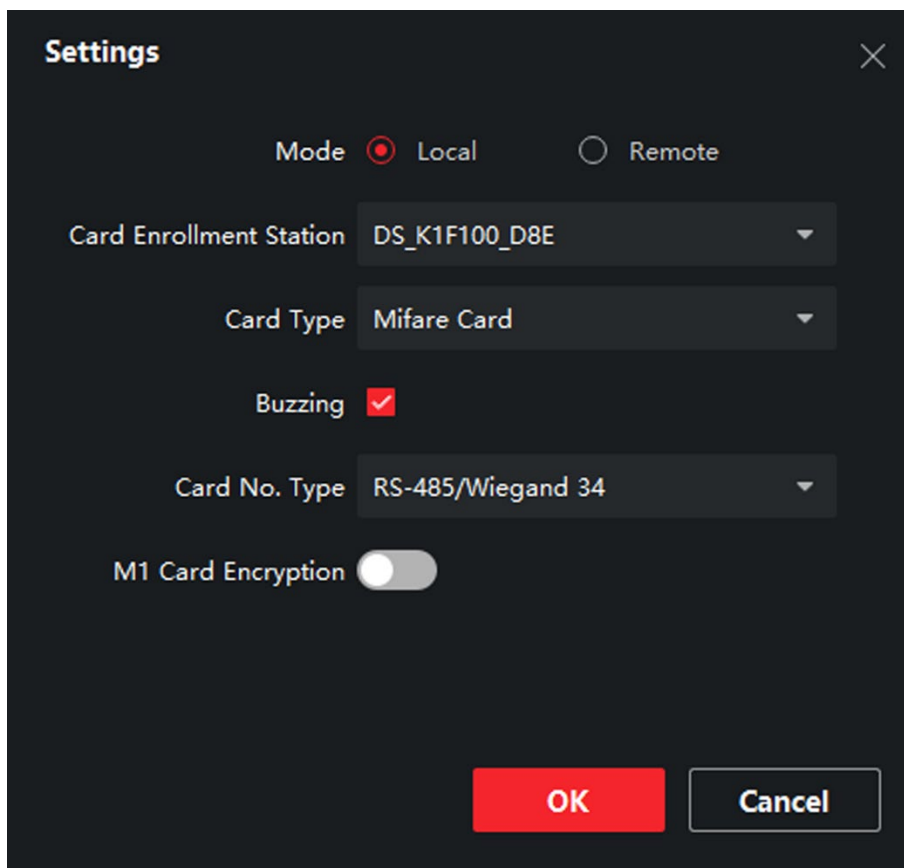 Settings
Mode Local Remote
Card Enrollment Station DS_K1F100_D8E
Card Type Mifare Card
Buzzing
Card No. Type RS-485/Wiegand 34
M1 Card Encryption
OK Cancel